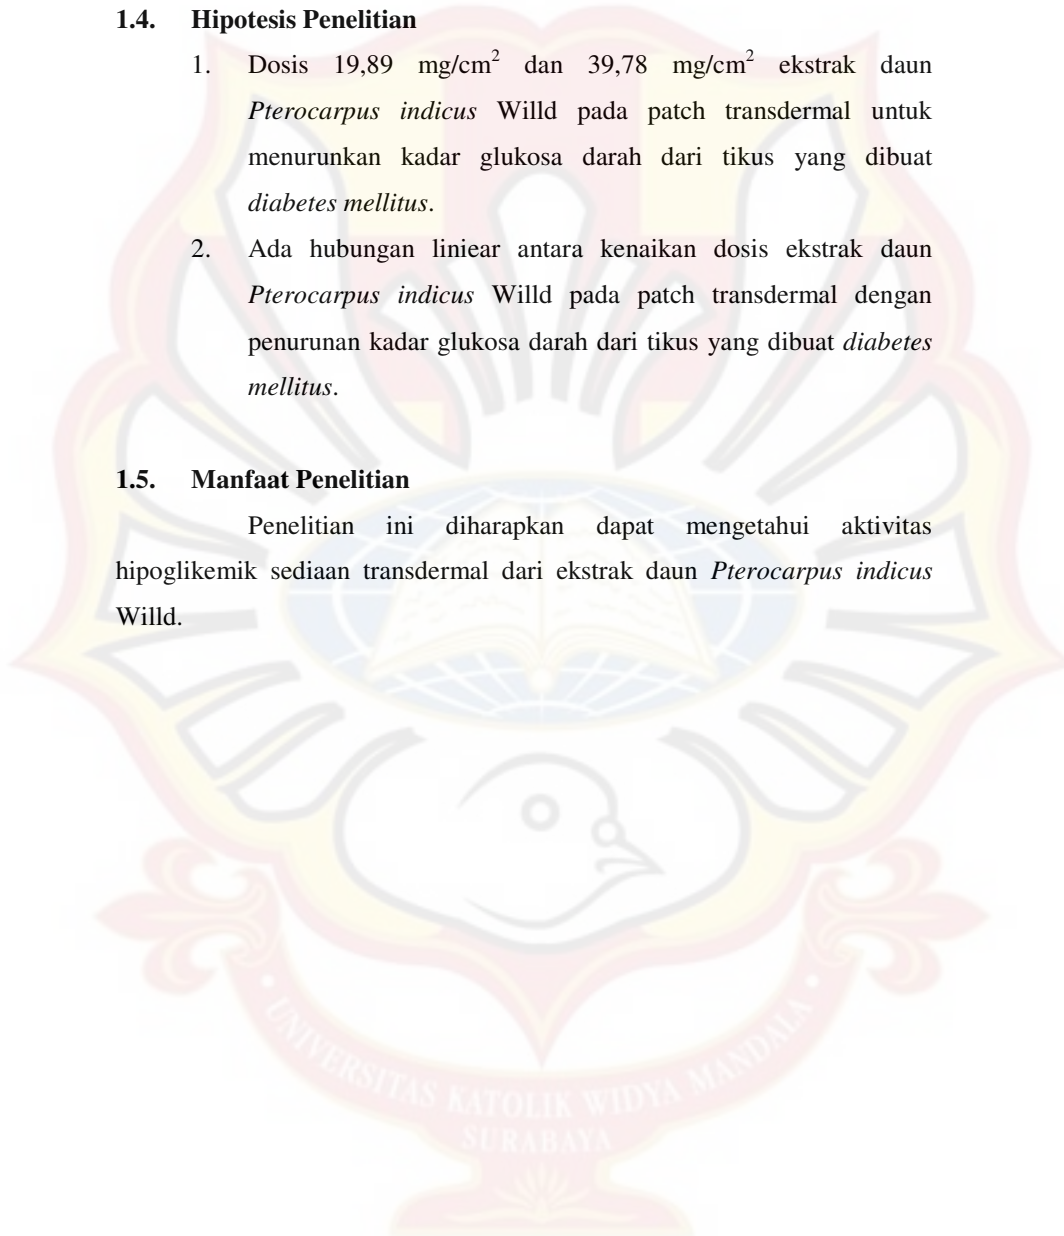 1.4. Hipotesis Penelitian
1. Dosis 19,89 mg/cm² dan 39,78 mg/cm² ekstrak daun
Pterocarpus indicus Willd pada patch transdermal untuk
menurunkan kadar glukosa darah dari tikus yang dibuat
diabetes mellitus.
2. Ada hubungan liniear antara kenaikan dosis ekstrak daun
Pterocarpus indicus Willd pada patch transdermal dengan
penurunan kadar glukosa darah dari tikus yang dibuat diabetes
mellitus.
1.5. Manfaat Penelitian
Penelitian ini diharapkan dapat mengetahui aktivitas
hipoglikemik sediaan transdermal dari ekstrak daun Pterocarpus indicus
Willd.
• UNIVERSITAS KATOLIK WIDYA MANDALA •
SURABAYA